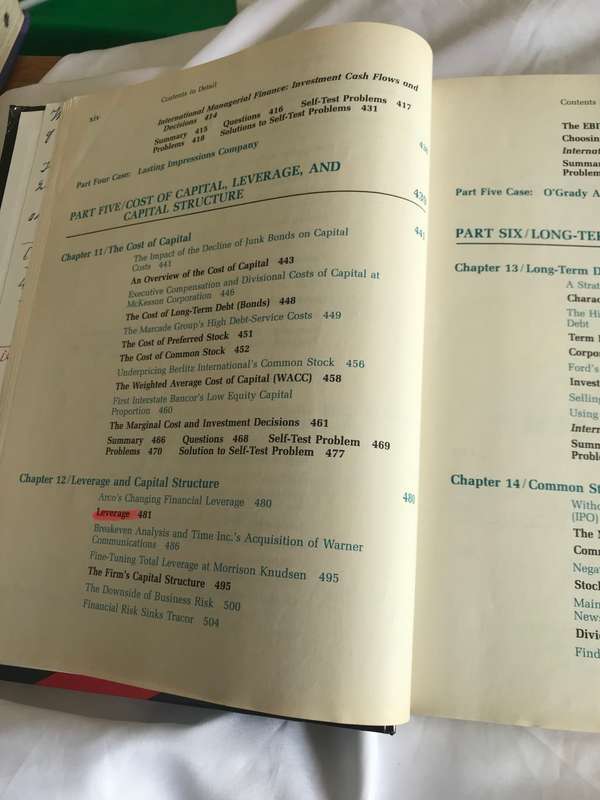 xiv
Contents in Detail
International Managerial Finance: Investment Cash Flows and
Decisions 414
Summary 415 Questions 416 Self-Test Problems 417
Problems 418 Solutions to Self-Test Problems 431
Part Four Case: Lasting Impressions Company
PART FIVE/COST OF CAPITAL, LEVERAGE, AND
CAPITAL STRUCTURE 439
Chapter 11/The Cost of Capital 441
The Impact of the Decline of Junk Bonds on Capital
Costs 441
An Overview of the Cost of Capital 443
Executive Compensation and Divisional Costs of Capital at
McKesson Corporation 446
The Cost of Long-Term Debt (Bonds) 448
The Marcade Group's High Debt-Service Costs 449
The Cost of Preferred Stock 451
The Cost of Common Stock 452
Underpricing Berlitz International's Common Stock 456
The Weighted Average Cost of Capital (WACC) 458
First Interstate Bancor's Low Equity Capital
Proportion 460
The Marginal Cost and Investment Decisions 461
Summary 466 Questions 468 Self-Test Problem 469
Problems 470 Solution to Self-Test Problem 477
Chapter 12/Leverage and Capital Structure 480
Arco's Changing Financial Leverage 480
Leverage 481
Breakeven Analysis and Time Inc.'s Acquisition of Warner
Communications 486
Fine-Tuning Total Leverage at Morrison Knudsen 495
The Firm's Capital Structure 495
The Downside of Business Risk 500
Financial Risk Sinks Tracor 504
Contents
The EBI
Choosin
Internat
Summar
Problem
Part Five Case: O'Grady A
PART SIX/LONG-TER
Chapter 13/Long-Term D
A Strat
Charac
The Hi
Debt
Term
Corpor
Ford's
Invest
Selling
Using
Intern
Summ
Proble
Chapter 14/Common St
Witho
(IPO)
The M
Comm
Negat
Stock
Main
News
Divid
Find